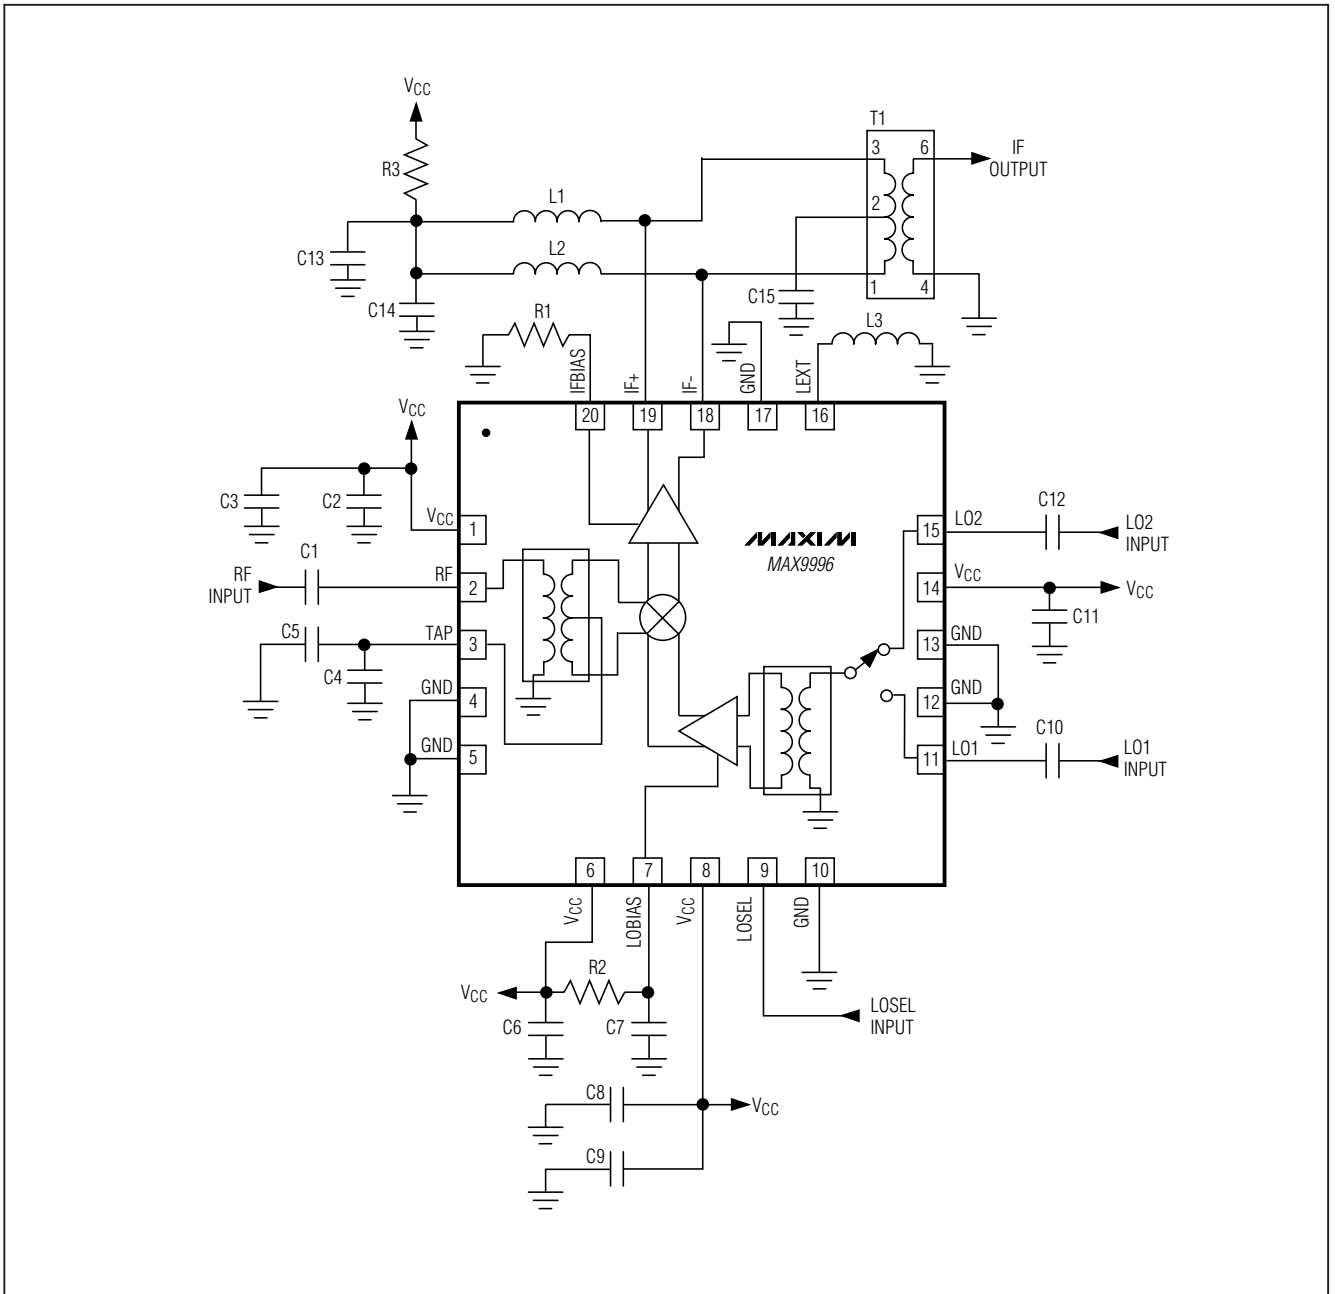 VCC
T1
R3
3
6
IF
OUTPUT
L1
2
C13
L2
1
4
C14
C15
R1
L3
IFBIAS
IF+
IF-
GND
LEXT
20
19
18
17
16
VCC
C3
C2
VCC
1
MAXIM
MAX9996
15
LO2
C12
LO2
INPUT
C1
RF
INPUT
RF
2
14
VCC
VCC
C11
C5
TAP
3
13
GND
C4
GND
4
12
GND
C10
GND
5
11
LO1
LO1
INPUT
6
7
8
9
10
VCC
LOBIAS
VCC
LOSEL
GND
R2
VCC
C6
C7
LOSEL
INPUT
C8
VCC
C9